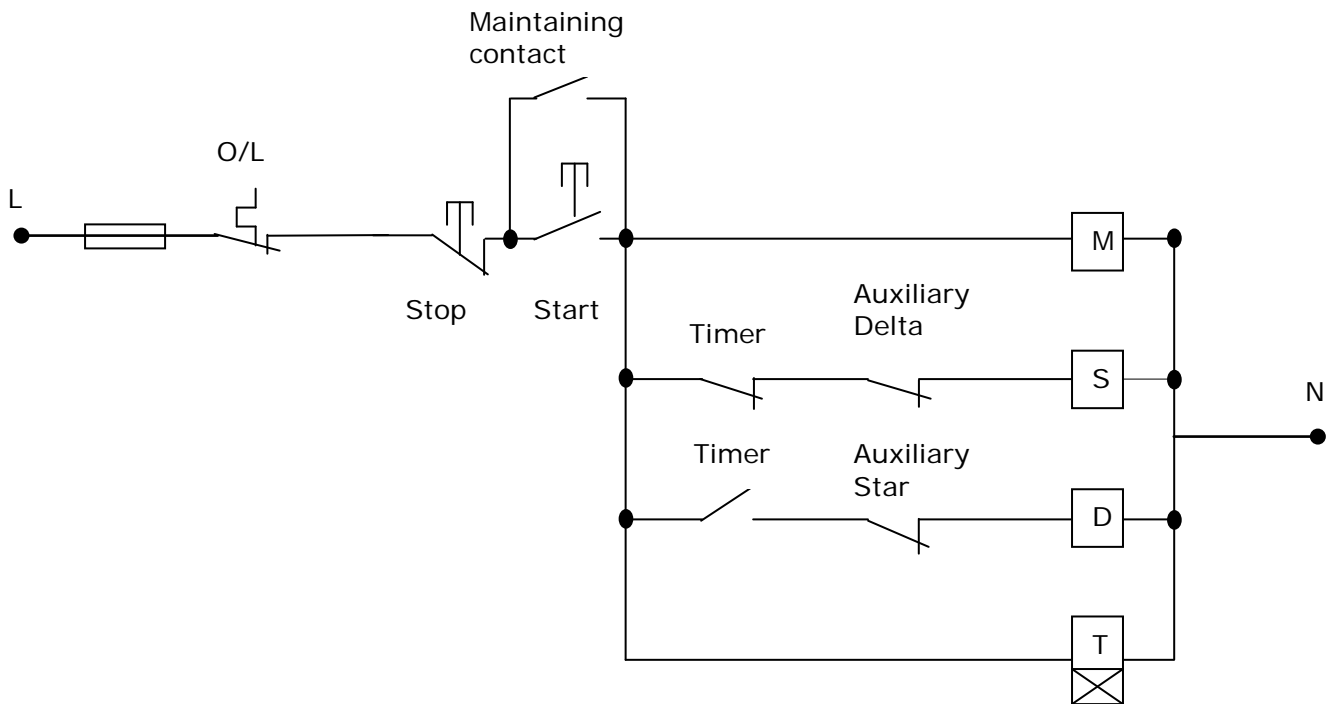 Maintaining
contact
O/L
L
M
Stop
Start
Auxiliary
Delta
Timer
S
N
Timer
Auxiliary
Star
D
T